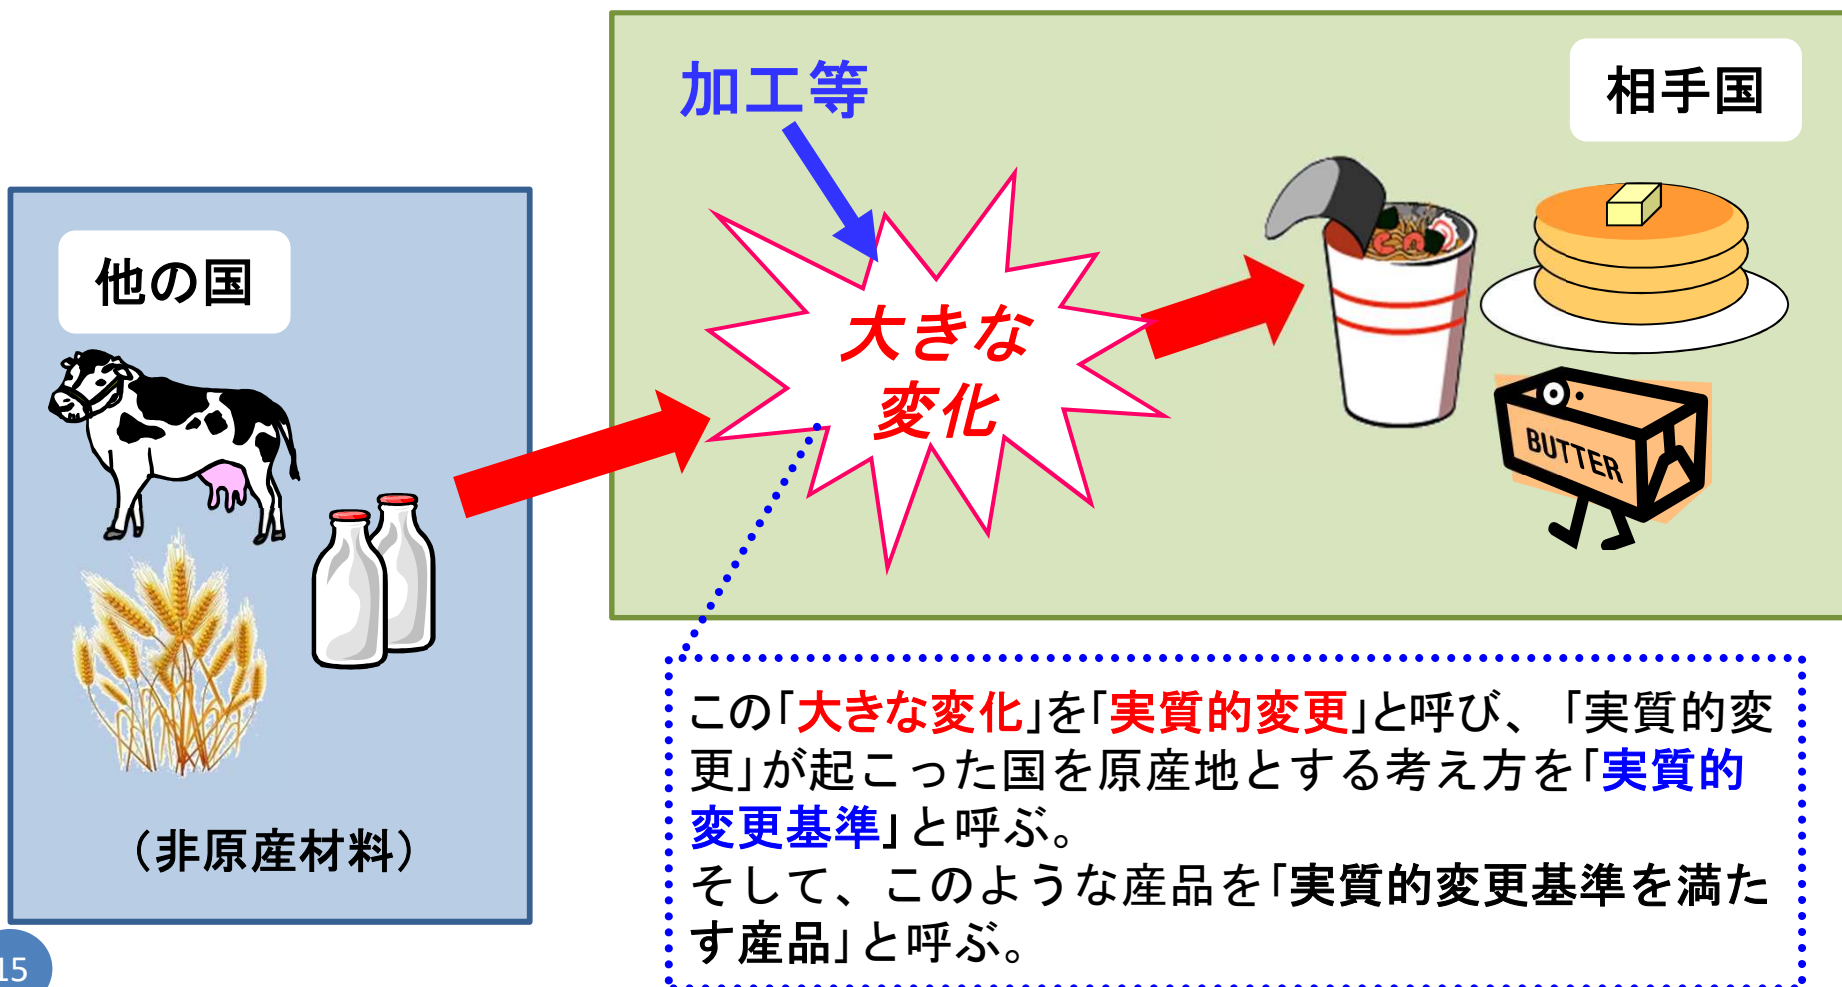 加工等
相手国
他の国
大きな
変化
BUTTER
（非原産材料）
この「大きな変化」を「実質的変更」と呼び、「実質的変
更」が起こった国を原産地とする考え方を「実質的
変更基準」と呼ぶ。
そして、このような産品を「実質的変更基準を満た
す産品」と呼ぶ。
15